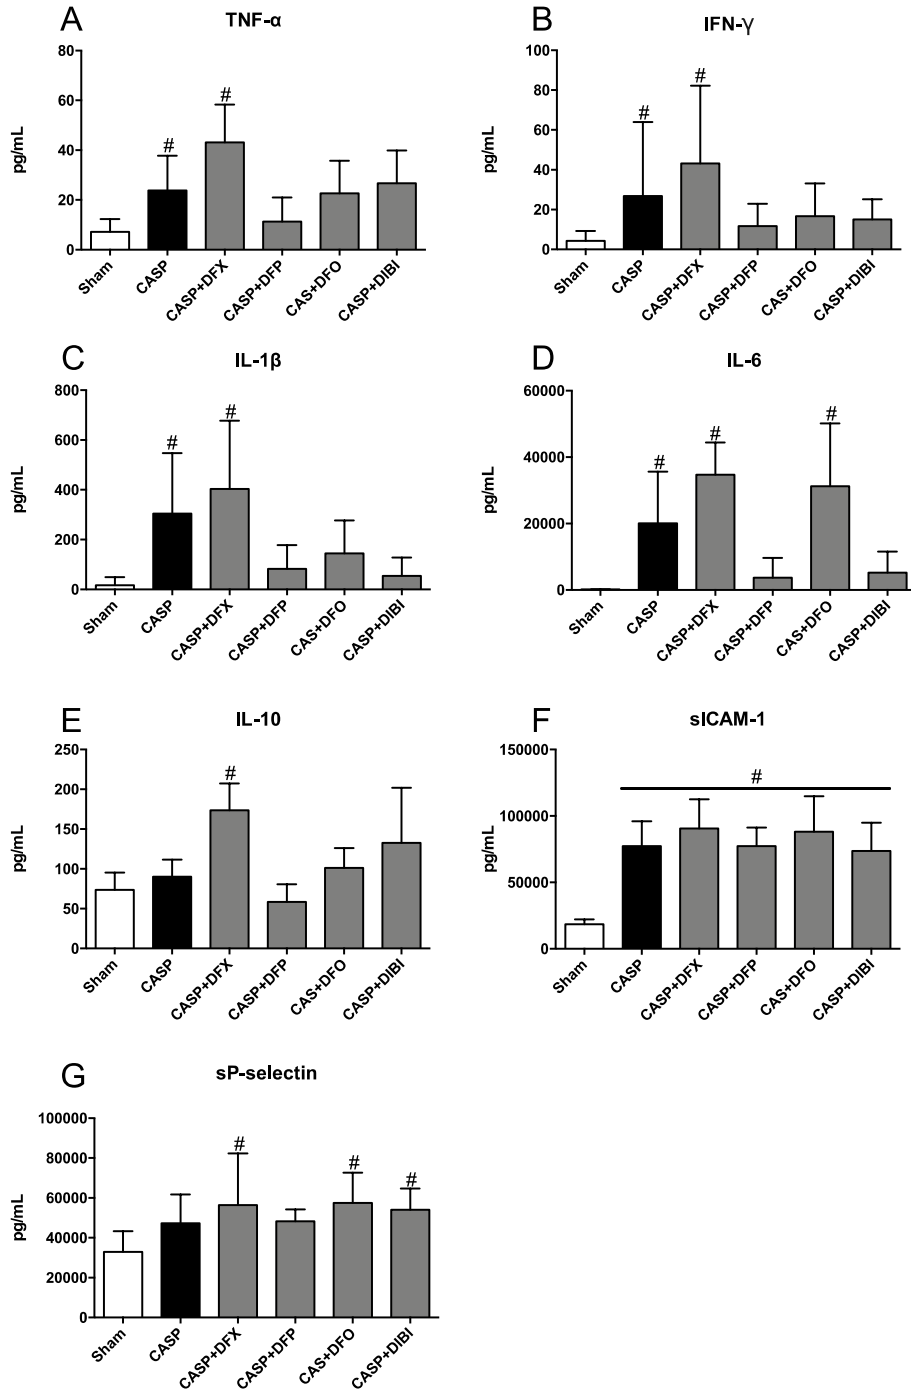 A
TNF-α
80
60
40
20
0
pg/mL
#
#
Sham
CASP
CASP+DFX
CASP+DFP
CAS+DFO
CASP+DIBI
B
IFN-γ
100
80
60
40
20
0
pg/mL
#
#
Sham
CASP
CASP+DFX
CASP+DFP
CAS+DFO
CASP+DIBI
C
IL-1β
800
600
400
200
0
pg/mL
#
#
Sham
CASP
CASP+DFX
CASP+DFP
CAS+DFO
CASP+DIBI
D
IL-6
60000
40000
20000
0
pg/mL
#
#
#
Sham
CASP
CASP+DFX
CASP+DFP
CAS+DFO
CASP+DIBI
E
IL-10
250
200
150
100
50
0
pg/mL
#
Sham
CASP
CASP+DFX
CASP+DFP
CAS+DFO
CASP+DIBI
F
sICAM-1
150000
100000
50000
0
pg/mL
#
Sham
CASP
CASP+DFX
CASP+DFP
CAS+DFO
CASP+DIBI
G
sP-selectin
100000
80000
60000
40000
20000
0
pg/mL
#
#
#
Sham
CASP
CASP+DFX
CASP+DFP
CAS+DFO
CASP+DIBI